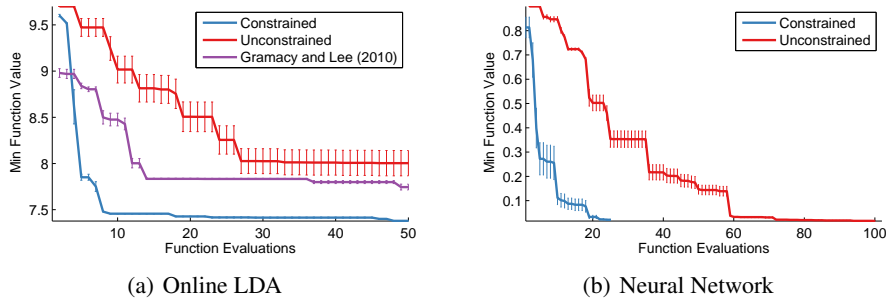 Min Function Value
9.5
9
8.5
8
7.5
10 20 30 40 50
Function Evaluations
Constrained
Unconstrained
Gramacy and Lee (2010)
(a) Online LDA
Min Function Value
0.8
0.7
0.6
0.5
0.4
0.3
0.2
0.1
20 40 60 80 100
Function Evaluations
Constrained
Unconstrained
(b) Neural Network